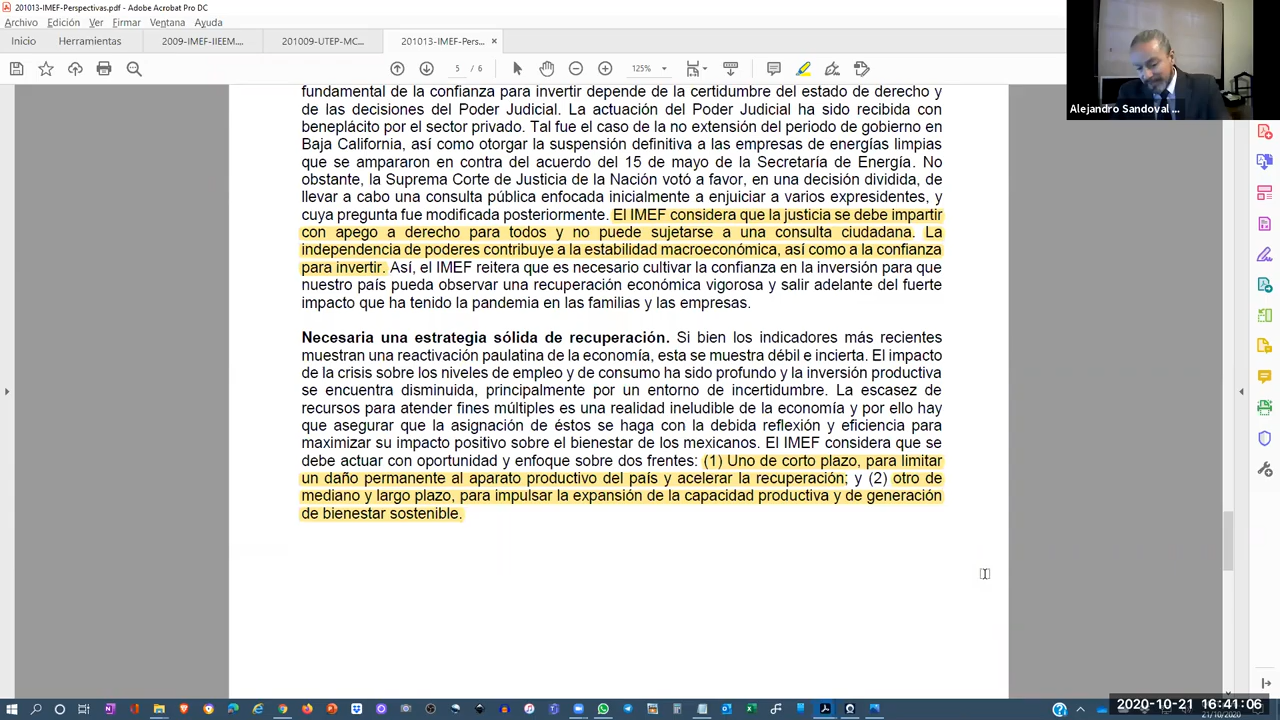 201013-IMEF-Perspectivas.pdf - Adobe Acrobat Pro DC
Archivo Edición Ver Firmar Ventana Ayuda
Inicio Herramientas 2009-IMEF-IIEEM.... 201009-UTEP-MC... 201013-IMEF-Pers... ×
5 / 6 125%
Alejandro Sandoval ...
fundamental de la confianza para invertir depende de la certidumbre del estado de derecho y
de las decisiones del Poder Judicial. La actuación del Poder Judicial ha sido recibida con
beneplácito por el sector privado. Tal fue el caso de la no extensión del periodo de gobierno en
Baja California, así como otorgar la suspensión definitiva a las empresas de energías limpias
que se ampararon en contra del acuerdo del 15 de mayo de la Secretaría de Energía. No
obstante, la Suprema Corte de Justicia de la Nación votó a favor, en una decisión dividida, de
llevar a cabo una consulta pública enfocada inicialmente a enjuiciar a varios expresidentes, y
cuya pregunta fue modificada posteriormente. El IMEF considera que la justicia se debe impartir
con apego a derecho para todos y no puede sujetarse a una consulta ciudadana. La
independencia de poderes contribuye a la estabilidad macroeconómica, así como a la confianza
para invertir. Así, el IMEF reitera que es necesario cultivar la confianza en la inversión para que
nuestro país pueda observar una recuperación económica vigorosa y salir adelante del fuerte
impacto que ha tenido la pandemia en las familias y las empresas.
Necesaria una estrategia sólida de recuperación. Si bien los indicadores más recientes
muestran una reactivación paulatina de la economía, esta se muestra débil e incierta. El impacto
de la crisis sobre los niveles de empleo y de consumo ha sido profundo y la inversión productiva
se encuentra disminuida, principalmente por un entorno de incertidumbre. La escasez de
recursos para atender fines múltiples es una realidad ineludible de la economía y por ello hay
que asegurar que la asignación de éstos se haga con la debida reflexión y eficiencia para
maximizar su impacto positivo sobre el bienestar de los mexicanos. El IMEF considera que se
debe actuar con oportunidad y enfoque sobre dos frentes: (1) Uno de corto plazo, para limitar
un daño permanente al aparato productivo del país y acelerar la recuperación; y (2) otro de
mediano y largo plazo, para impulsar la expansión de la capacidad productiva y de generación
de bienestar sostenible.
2020-10-21 16:41:06
21/10/2020